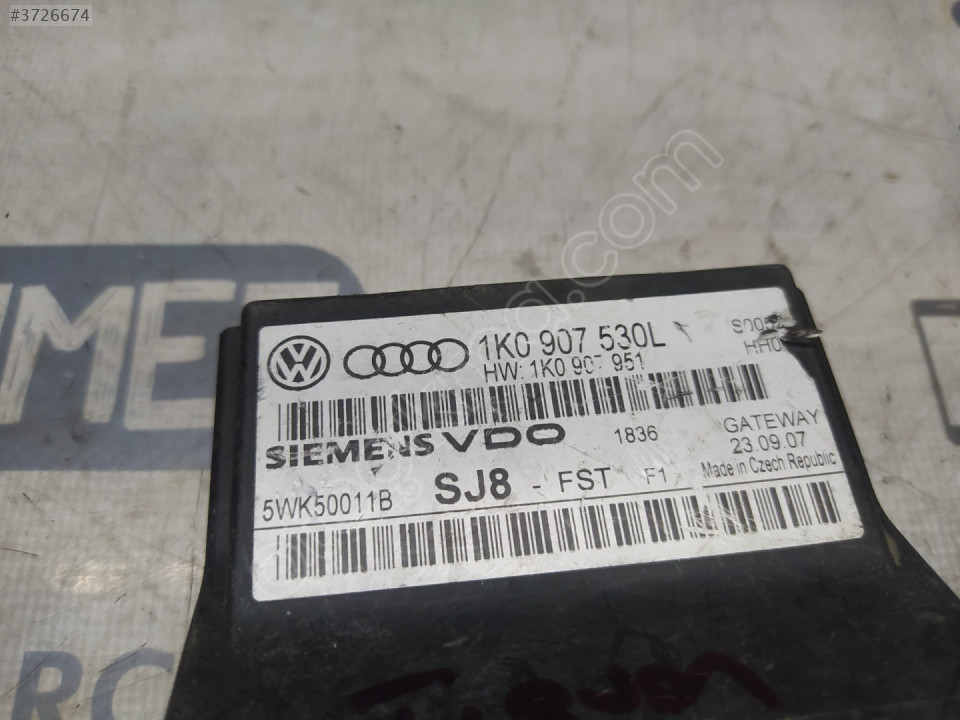 #3726674
1K0 907 530L
HW: 1K0 907 951
SIEMENS VDO
1836
GATEWAY
23.09.07
5WK50011B
SJ8 - FST F1
Made in Czech Republic
RC